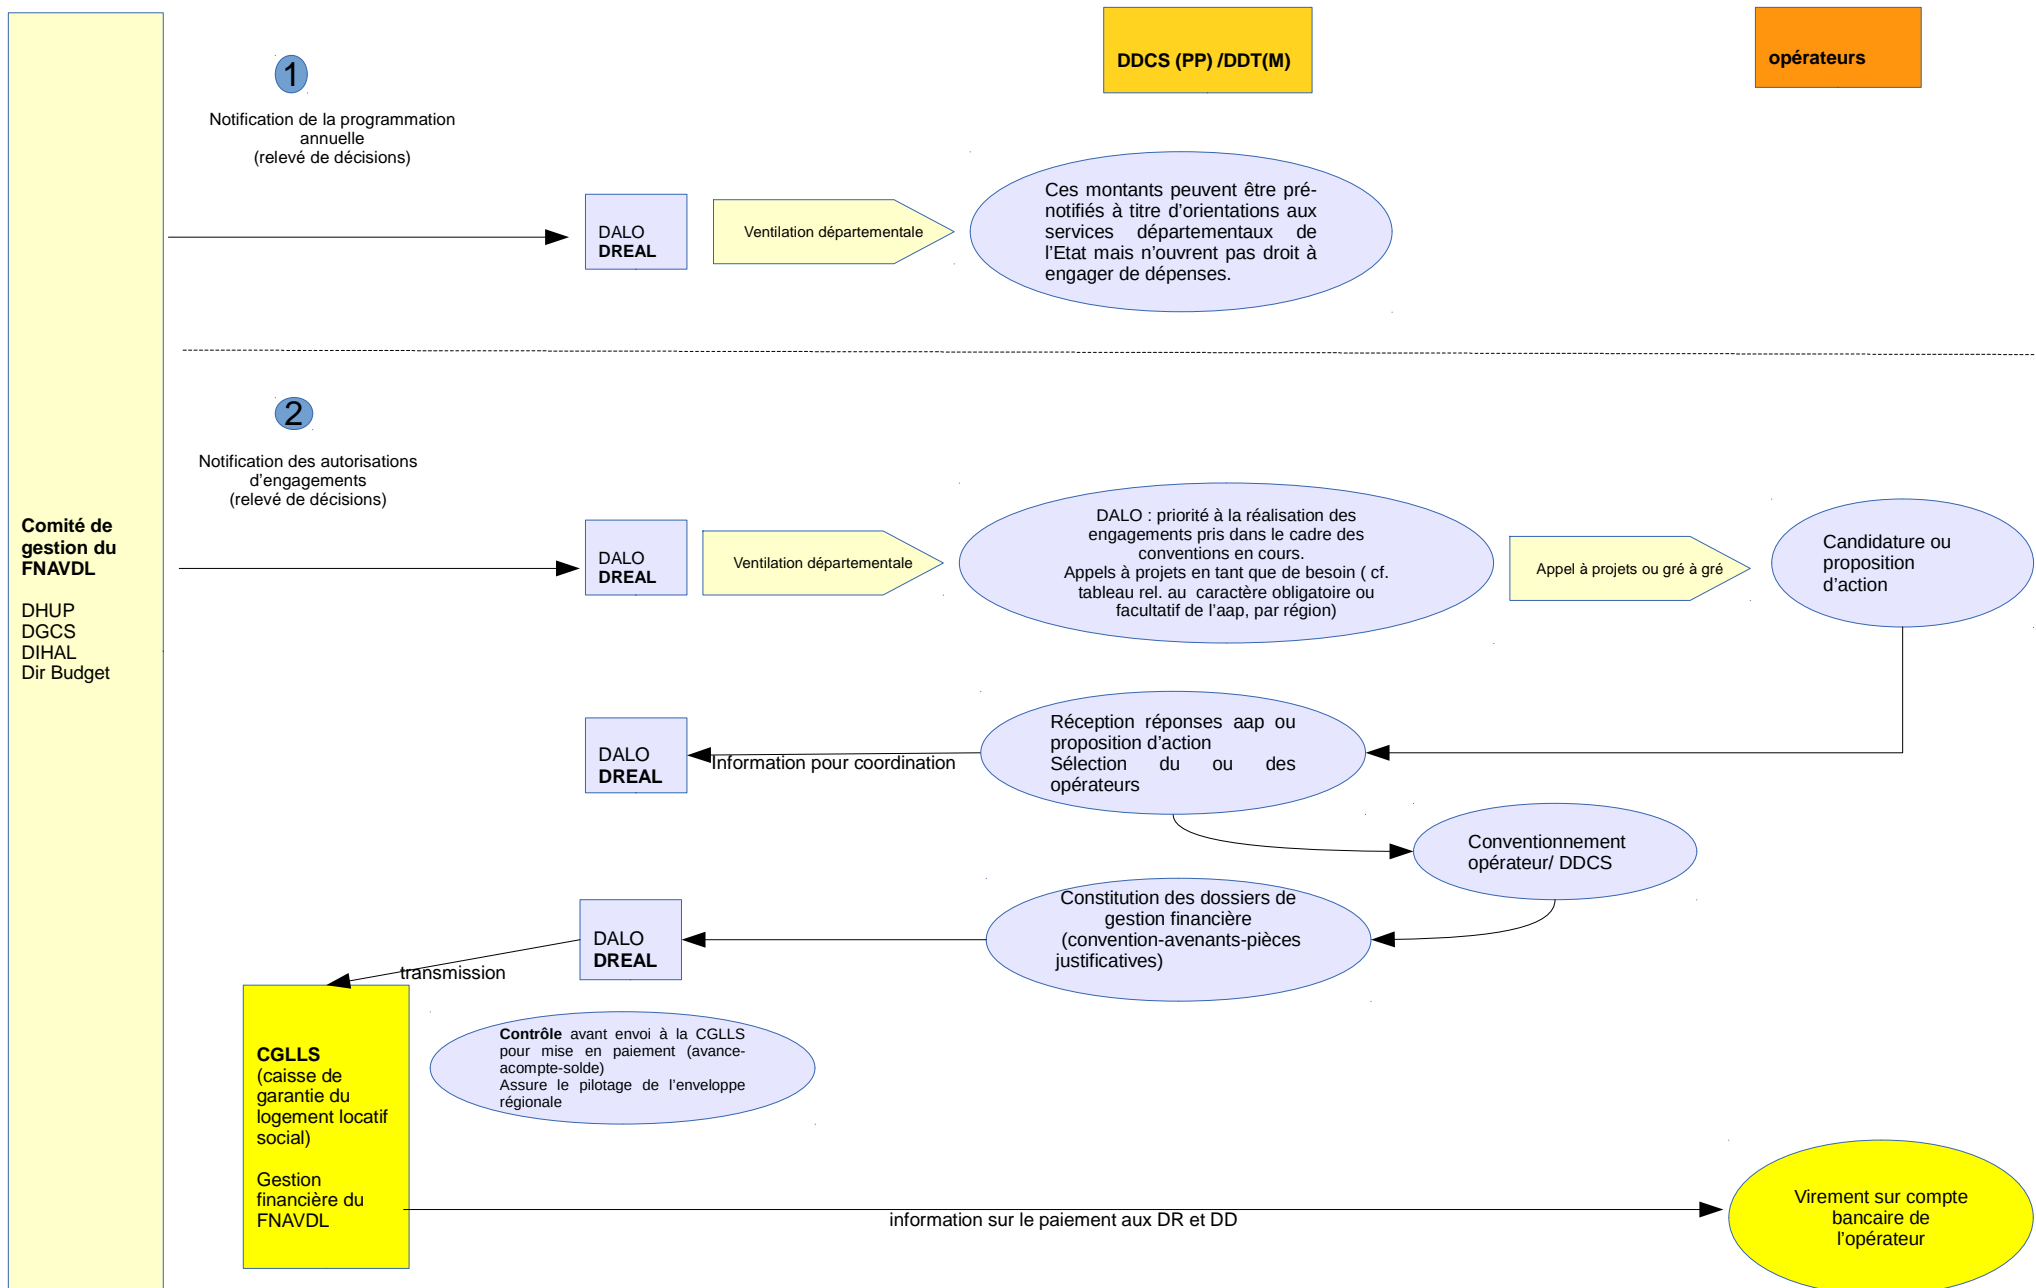 DDCS (PP) /DDT(M)
opérateurs
1
Notification de la programmation
annuelle
(relevé de décisions)
DALO
DREAL
Ventilation départementale
Ces montants peuvent être pré-
notifiés à titre d'orientations aux
services départementaux de
l'Etat mais n'ouvrent pas droit à
engager de dépenses.
2
Notification des autorisations
d'engagements
(relevé de décisions)
Comité de
gestion du
FNAVDL
DHUP
DGCS
DIHAL
Dir Budget
DALO
DREAL
Ventilation départementale
DALO : priorité à la réalisation des
engagements pris dans le cadre des
conventions en cours.
Appels à projets en tant que de besoin ( cf.
tableau rel. au caractère obligatoire ou
facultatif de l'aap, par région)
Appel à projets ou gré à gré
Candidature ou
proposition
d'action
DALO
DREAL
Information pour coordination
Réception réponses aap ou
proposition d'action
Sélection du ou des
opérateurs
Conventionnement
opérateur/ DDCS
Constitution des dossiers de
gestion financière
(convention-avenants-pièces
justificatives)
DALO
DREAL
transmission
Contrôle avant envoi à la CGLLS
pour mise en paiement (avance-
acompte-solde)
Assure le pilotage de l'enveloppe
régionale
CGLLS
(caisse de
garantie du
logement locatif
social)
Gestion
financière du
FNAVDL
information sur le paiement aux DR et DD
Virement sur compte
bancaire de
l'opérateur